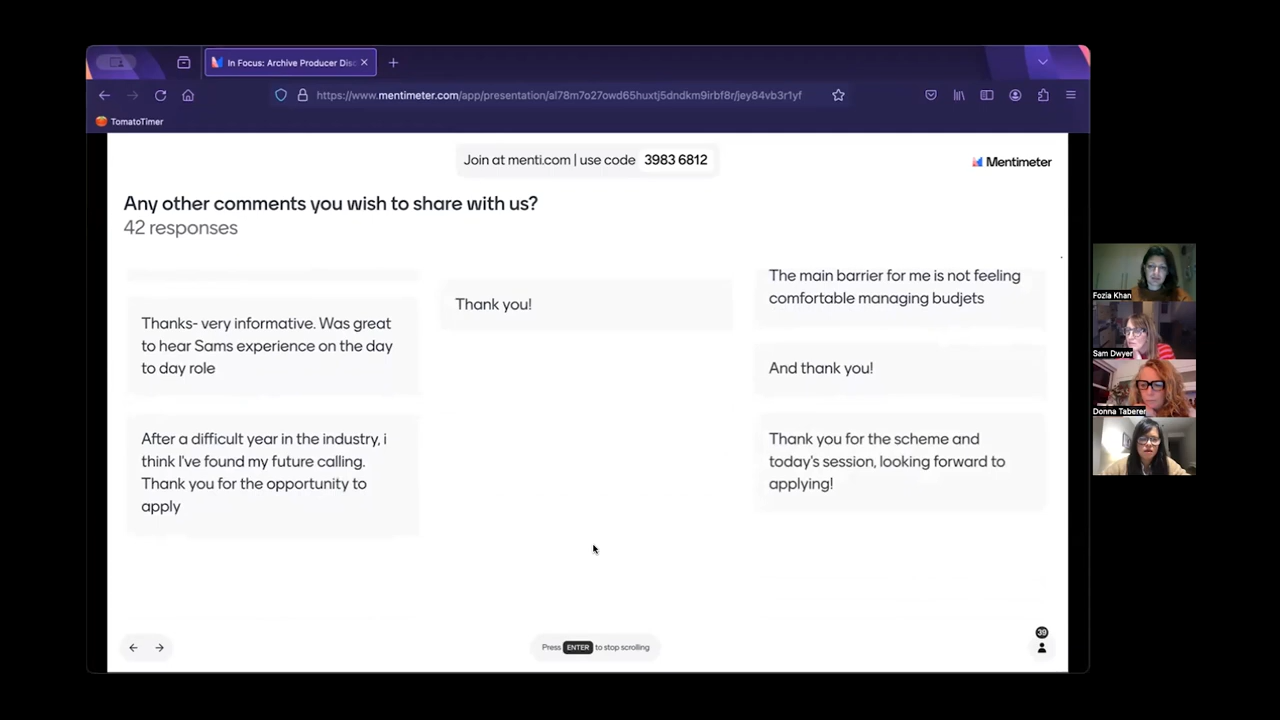 In Focus: Archive Producer Disc
https://www.mentimeter.com/app/presentation/al78m7o27owd65huxtj5dndkm9irbf8r/jey84vb3r1yf
TomatoTimer
Join at menti.com | use code 3983 6812
Mentimeter
Any other comments you wish to share with us?
42 responses
Thanks- very informative. Was great
to hear Sams experience on the day
to day role
After a difficult year in the industry, i
think I've found my future calling.
Thank you for the opportunity to
apply
Thank you!
The main barrier for me is not feeling
comfortable managing budjets
And thank you!
Thank you for the scheme and
today's session, looking forward to
applying!
Press ENTER to stop scrolling
39
Fozia Khan
Sam Dwyer
Donna Taberer